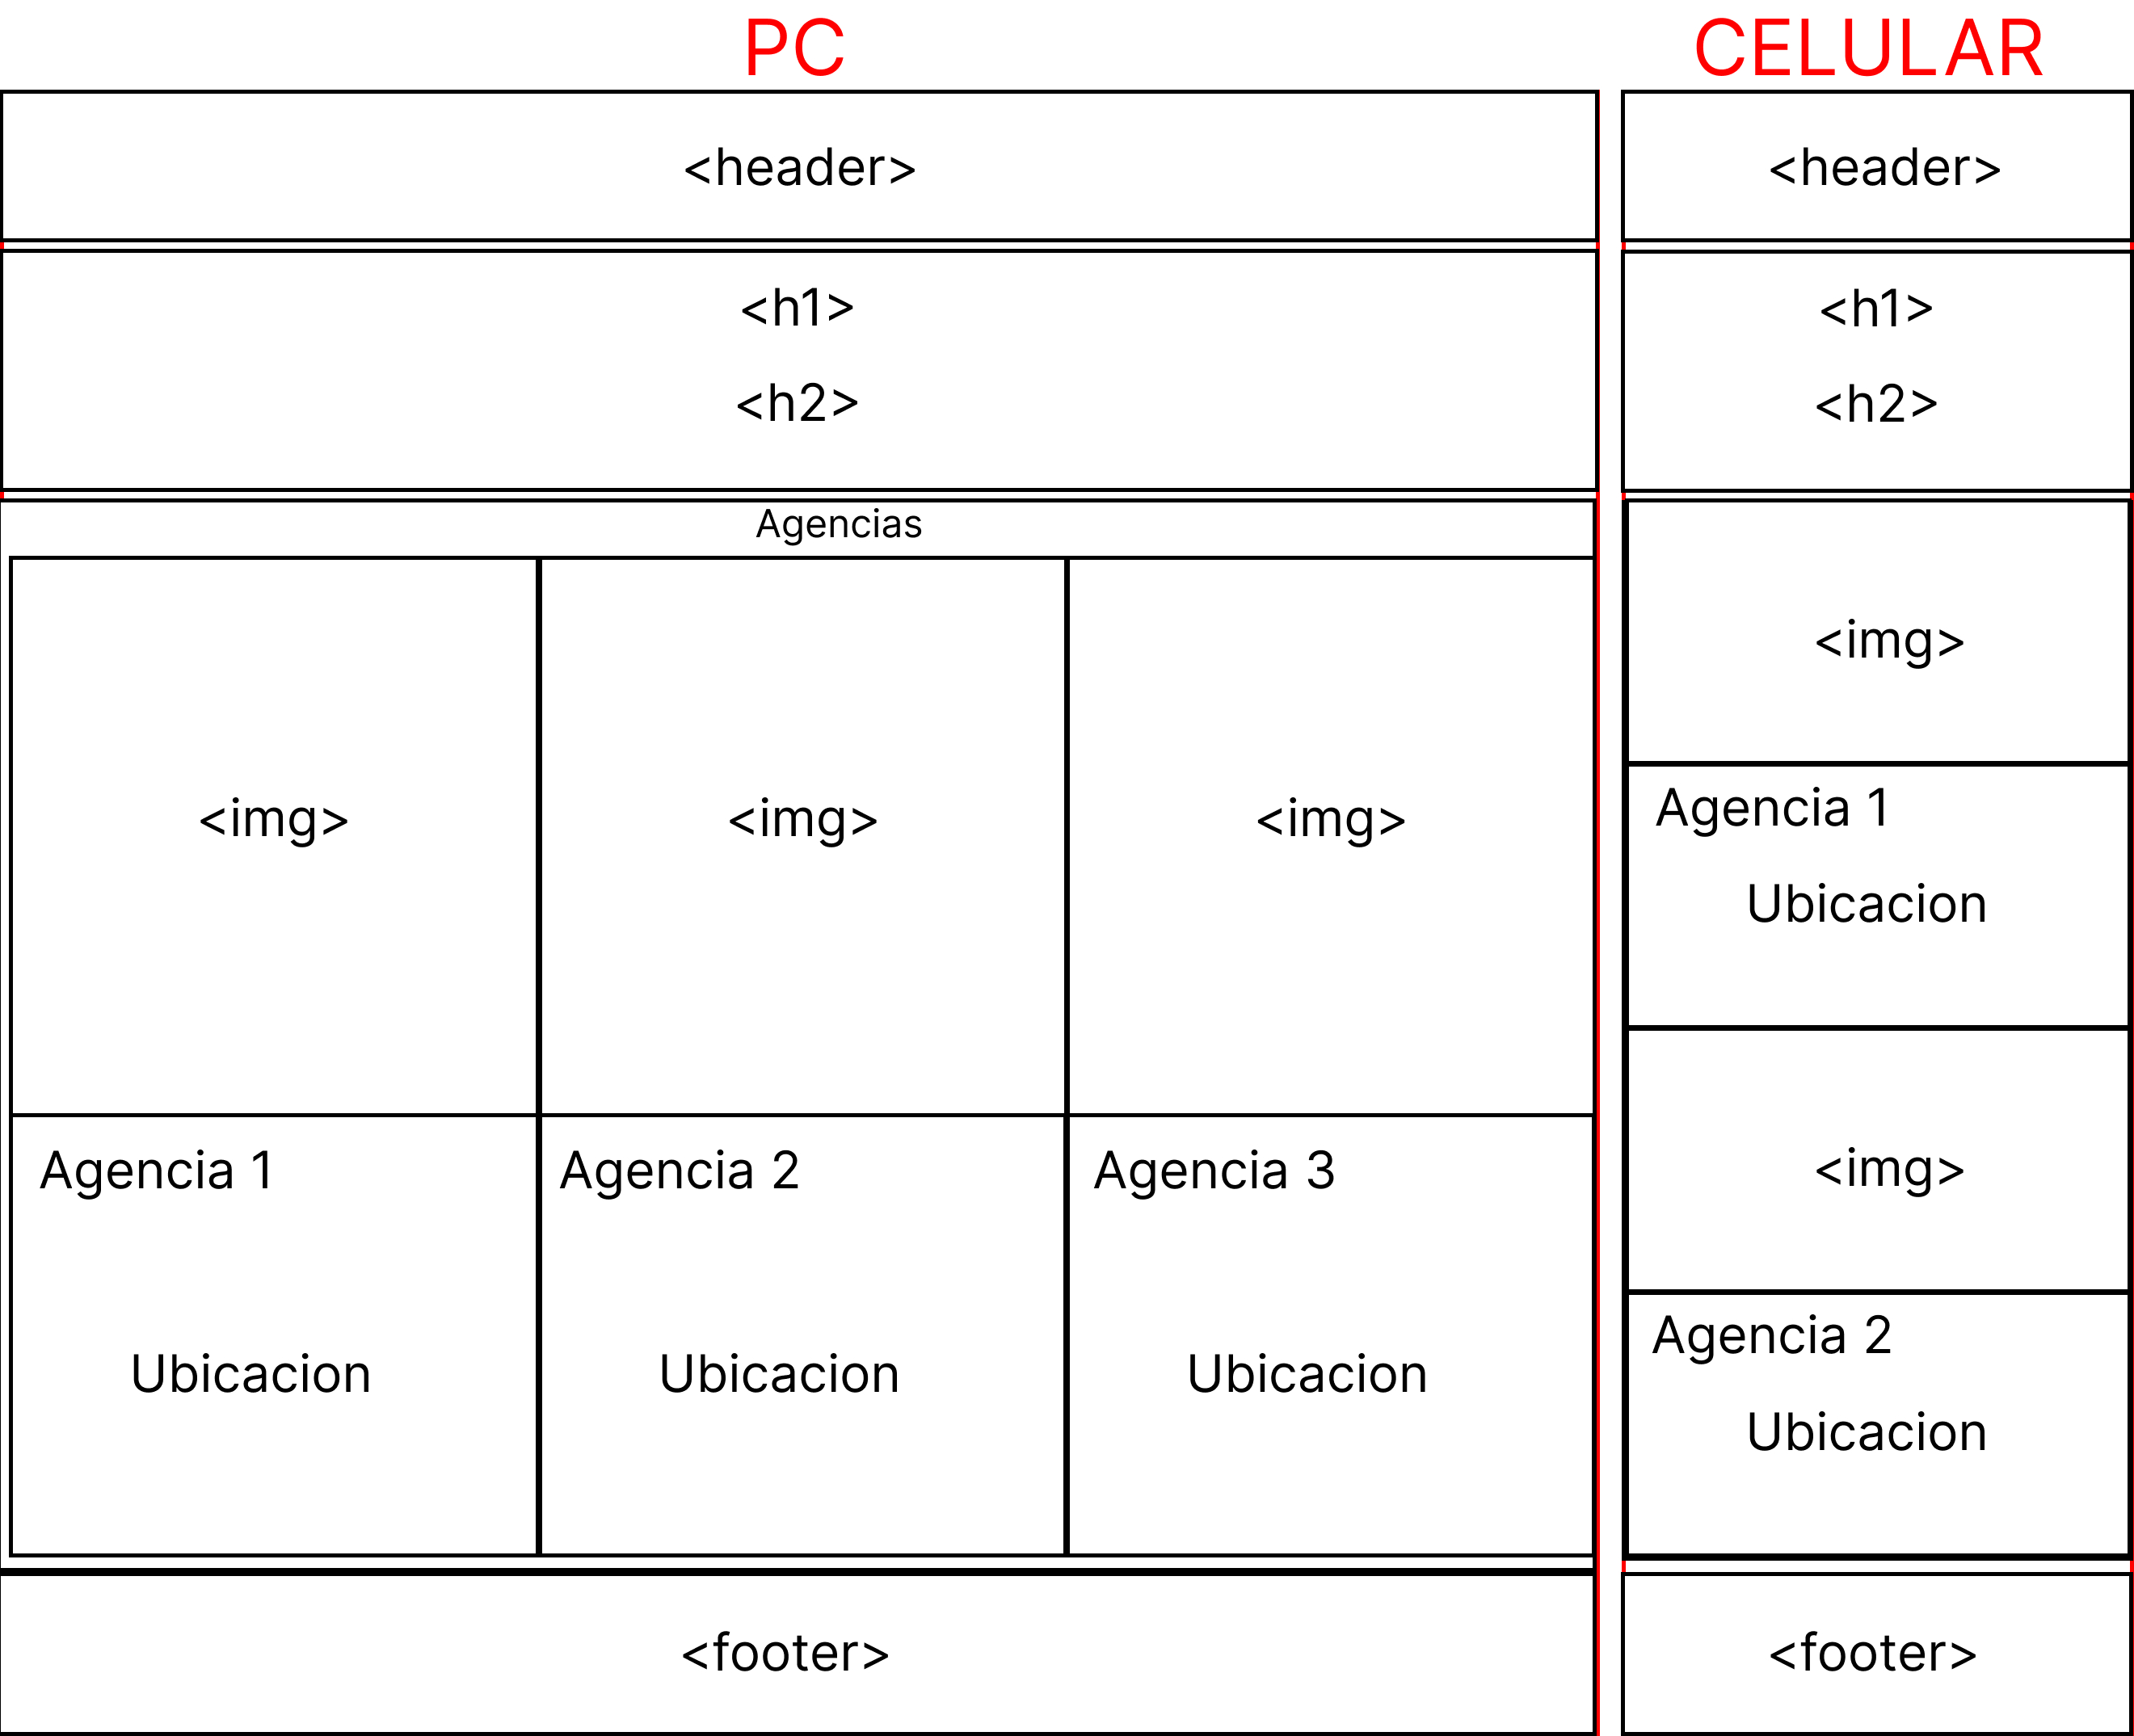 PC
<header>
<h1>
<h2>
Agencias
<img>
<img>
<img>
Agencia 1
Agencia 2
Agencia 3
Ubicacion
Ubicacion
Ubicacion
<footer>
CELULAR
<header>
<h1>
<h2>
<img>
Agencia 1
Ubicacion
<img>
Agencia 2
Ubicacion
<footer>